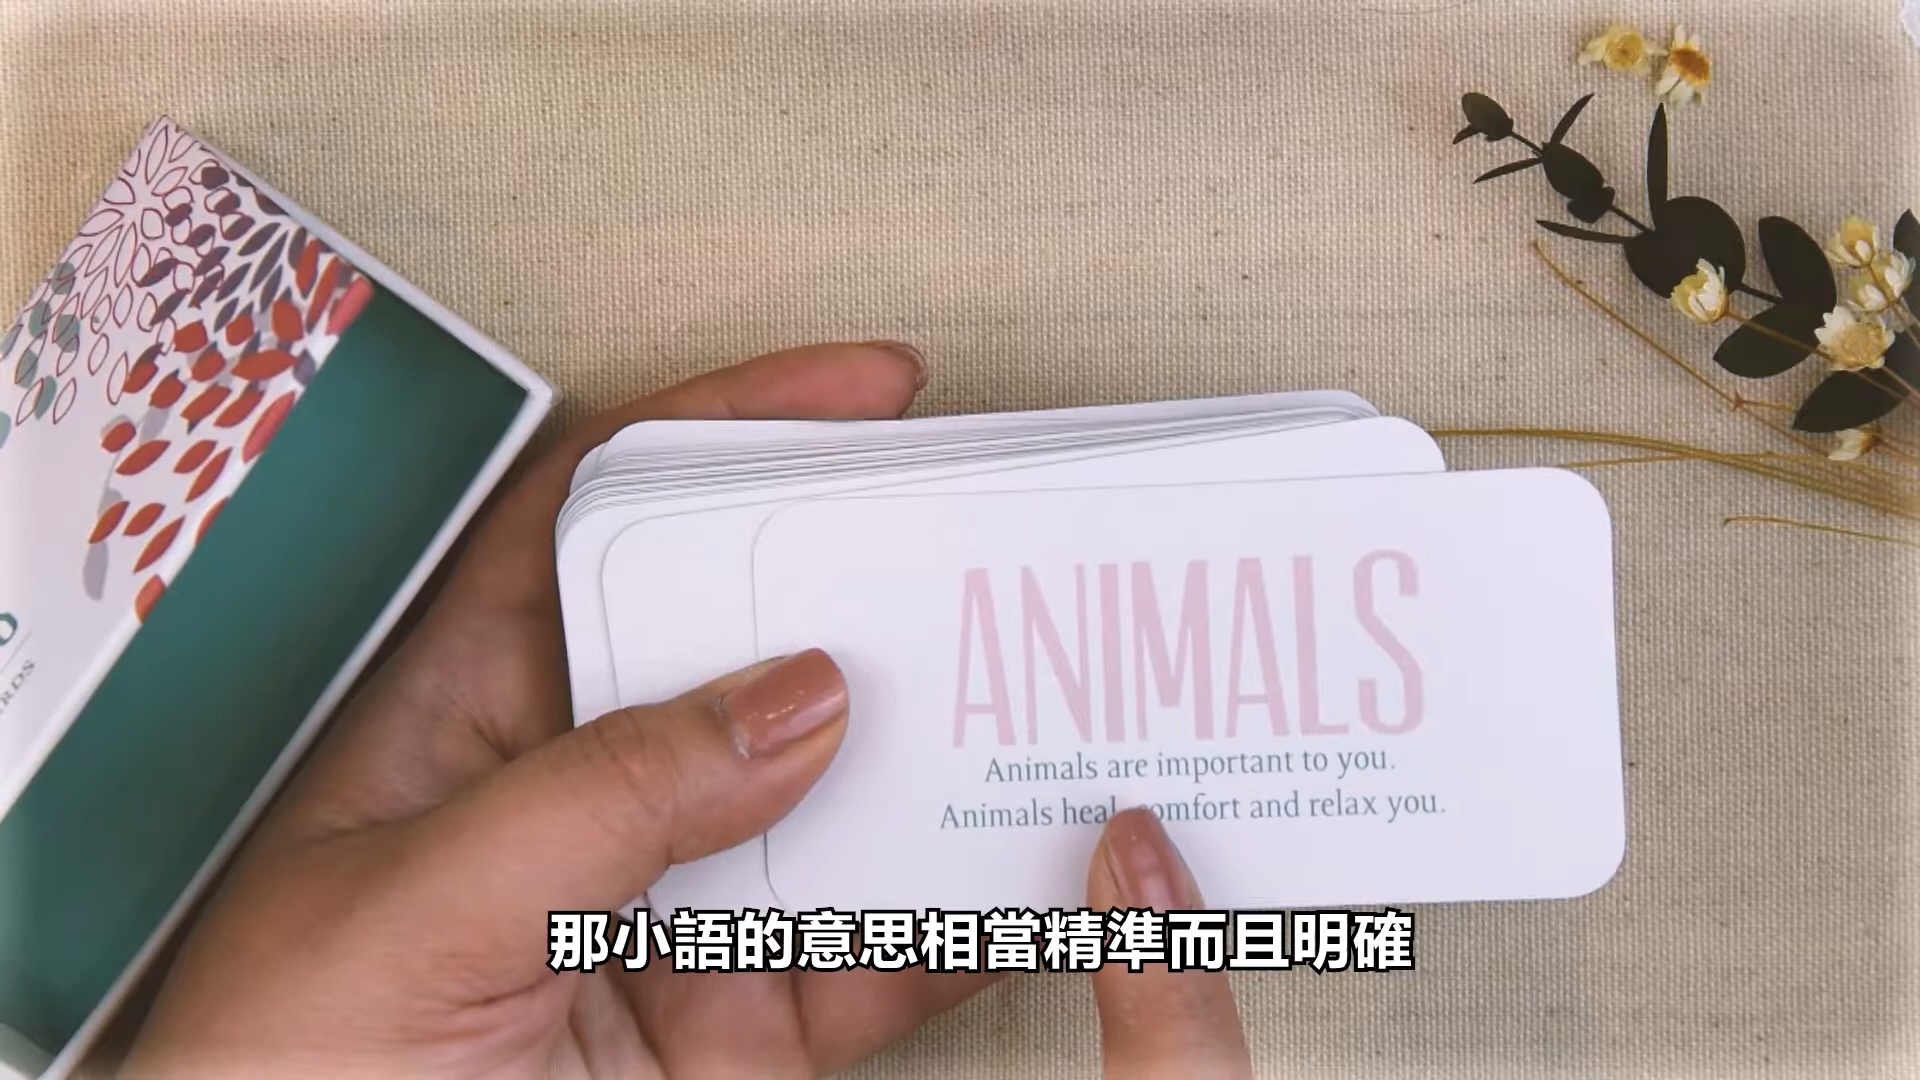 ANIMALS
Animals are important to you.
Animals heal, comfort and relax you.
那小語的意思相當精準而且明確